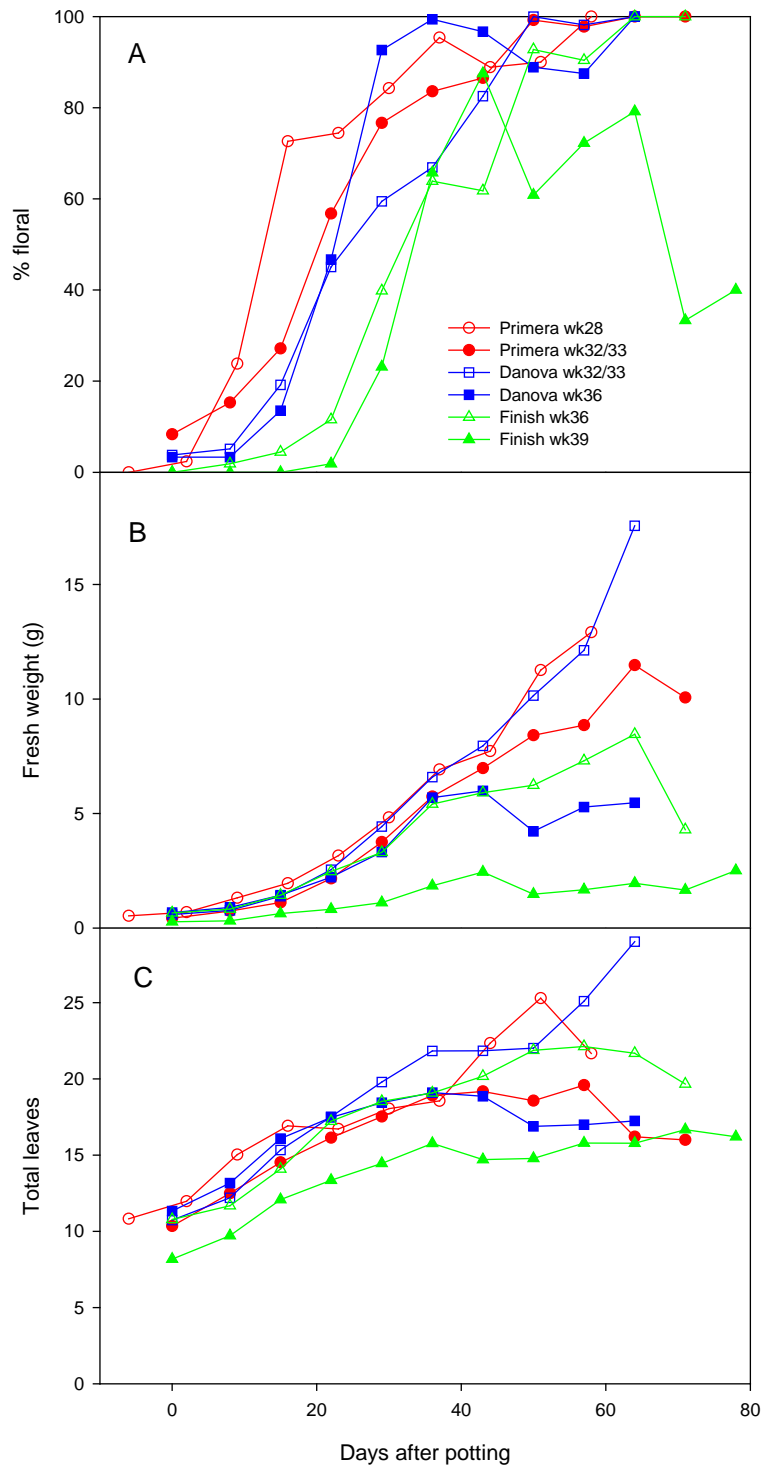 A
100
80
60
40
20
0
% floral
Primera wk28
Primera wk32/33
Danova wk32/33
Danova wk36
Finish wk36
Finish wk39
B
15
10
5
0
Fresh weight (g)
C
25
20
15
10
5
0
Total leaves
0 20 40 60 80
Days after potting